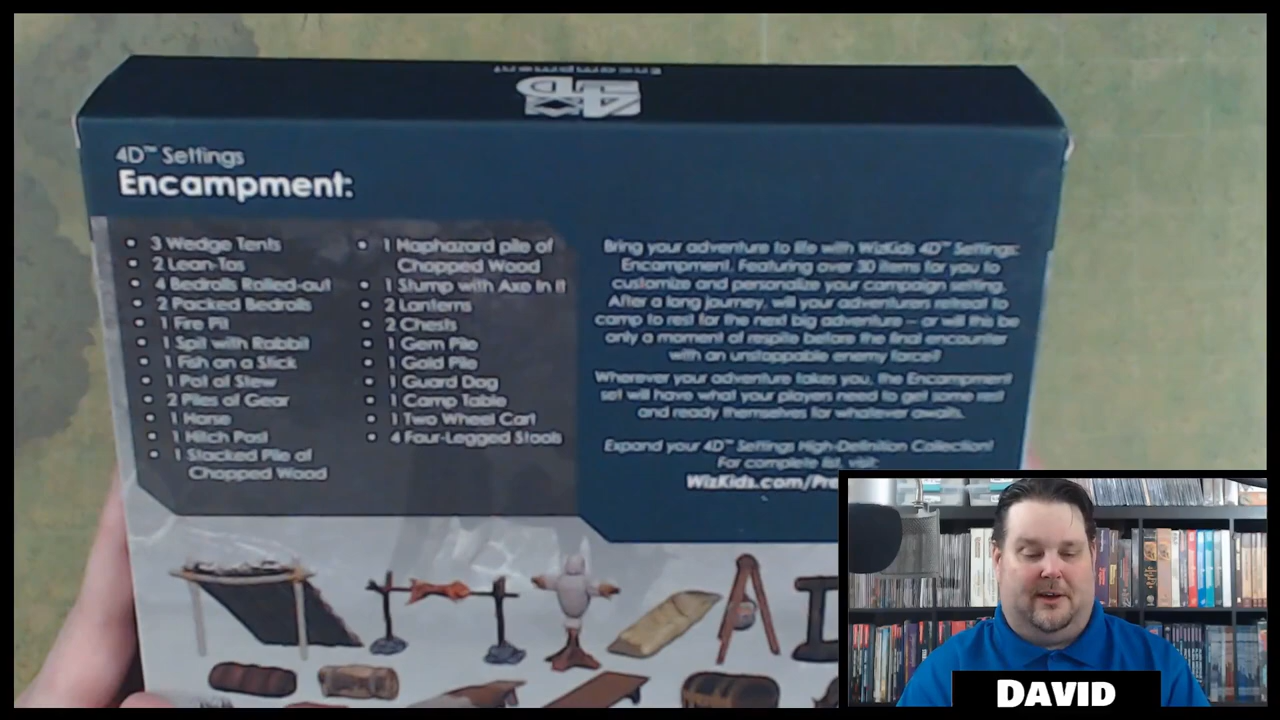 Encampment
4D
4D™ Settings
Encampment:
• 3 Wedge Tents
• 2 Lean-Tos
• 4 Bedrolls Rolled-out
• 2 Packed Bedrolls
• 1 Fire Pit
• 1 Spit with Rabbit
• 1 Fish on a Stick
• 1 Pot of Stew
• 2 Piles of Gear
• 1 Horse
• 1 Hitch Post
• 1 Stacked Pile of
Chopped Wood
• 1 Haphazard pile of
Chopped Wood
• 1 Stump with Axe In It
• 2 Lanterns
• 2 Chests
• 1 Gem Pile
• 1 Gold Pile
• 1 Guard Dog
• 1 Camp Table
• 1 Two Wheel Cart
• 4 Four-Legged Stools
Bring your adventure to life with WizKids 4D™ Settings:
Encampment. Featuring over 30 items for you to
customize and personalize your campaign setting.
After a long journey, will your adventurers retreat to
camp to rest for the next big adventure – or will this be
only a moment of respite before the final encounter
with an unstoppable enemy force?
Wherever your adventure takes you, the Encampment
set will have what your players need to get some rest
and ready themselves for whatever awaits.
Expand your 4D™ Settings High-Definition Collection!
For complete list, visit:
WizKids.com/Pre
DAVID